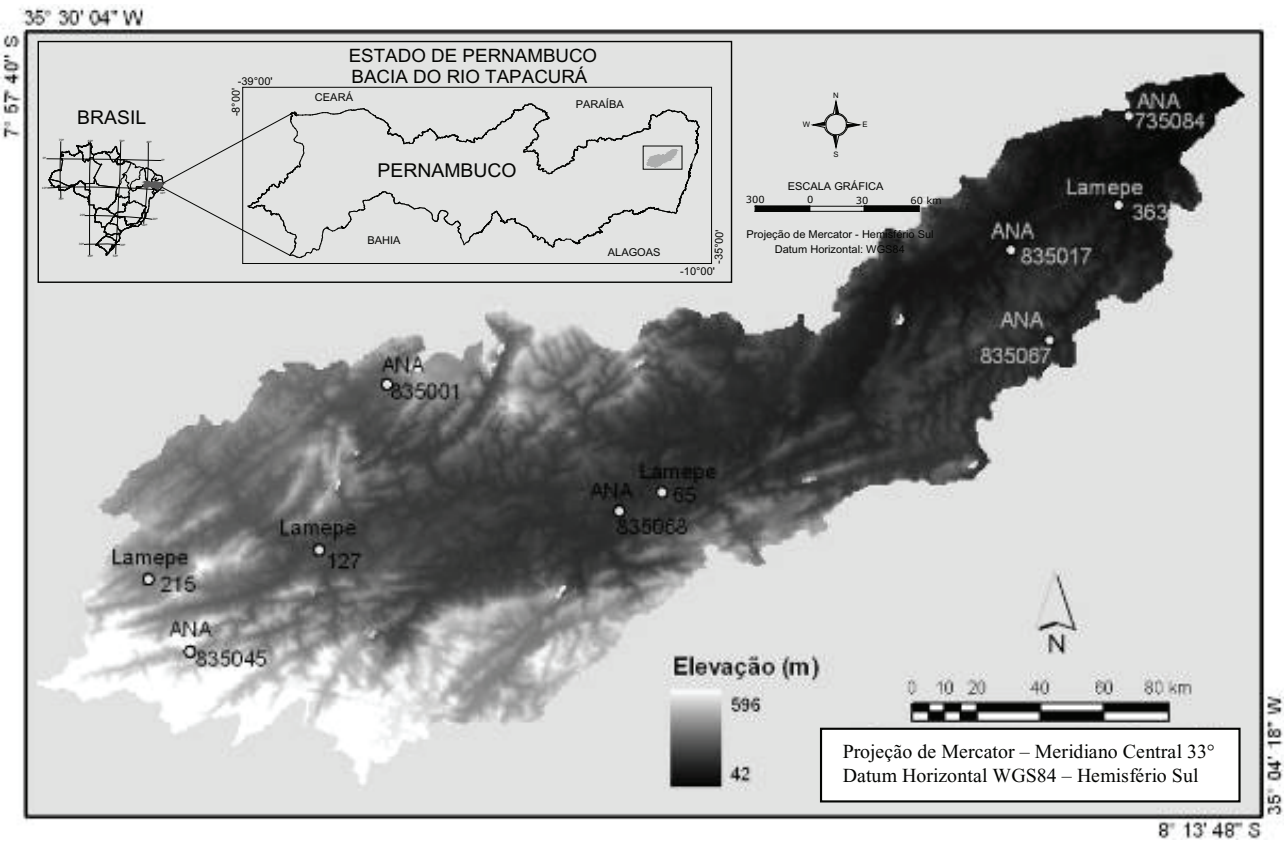 35° 30' 04" W
7° 57' 40" S
ESTADO DE PERNAMBUCO
BACIA DO RIO TAPACURÁ
-39°00'
-8°00'
CEARÁ
PARAÍBA
BRASIL
PERNAMBUCO
BAHIA
ALAGOAS
-35°00'
-10°00'
N
W
E
S
ESCALA GRÁFICA
300 0 30 60 km
Projeção de Mercator - Hemisfério Sul
Datum Horizontal: WGS84
ANA
735084
Lamepe
363
ANA
835017
ANA
835067
ANA
835001
Lamepe
65
ANA
835068
Lamepe
127
Lamepe
215
ANA
835045
N
Elevação (m)
596
42
0 10 20 40 60 80 km
Projeção de Mercator – Meridiano Central 33°
Datum Horizontal WGS84 – Hemisfério Sul
35° 04' 18" W
8° 13' 48" S